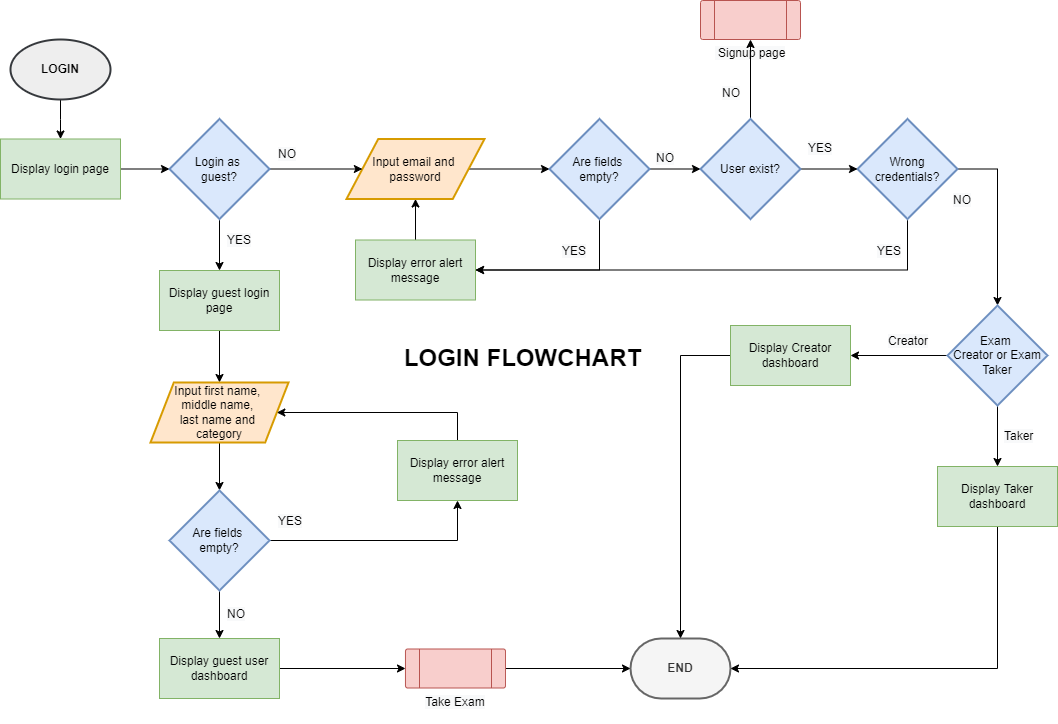 Signup page
LOGIN
NO
Display login page
Login as
guest?
NO
Input email and
password
Are fields
empty?
NO
User exist?
YES
Wrong
credentials?
NO
YES
Display guest login
page
Display error alert
message
YES
YES
LOGIN FLOWCHART
Display Creator
dashboard
Creator
Exam
Creator or Exam
Taker
Input first name,
middle name,
last name and
category
Taker
Display error alert
message
Display Taker
dashboard
Are fields
empty?
YES
NO
Display guest user
dashboard
Take Exam
END